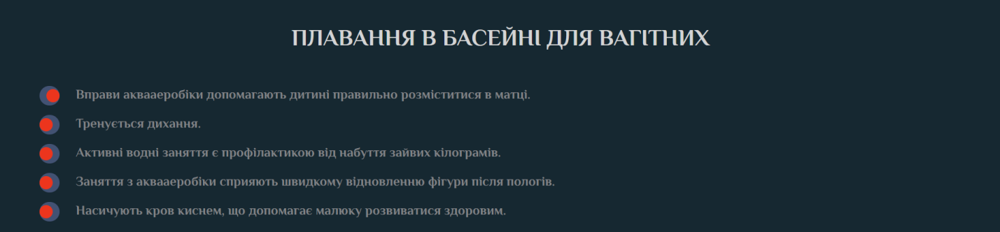 ПЛАВАННЯ В БАСЕЙНІ ДЛЯ ВАГІТНИХ
Вправи аквааеробіки допомагають дитині правильно розміститися в матці.
Тренується дихання.
Активні водні заняття є профілактикою від набуття зайвих кілограмів.
Заняття з аквааеробіки сприяють швидкому відновленню фігури після пологів.
Насичують кров киснем, що допомагає малюку розвиватися здоровим.